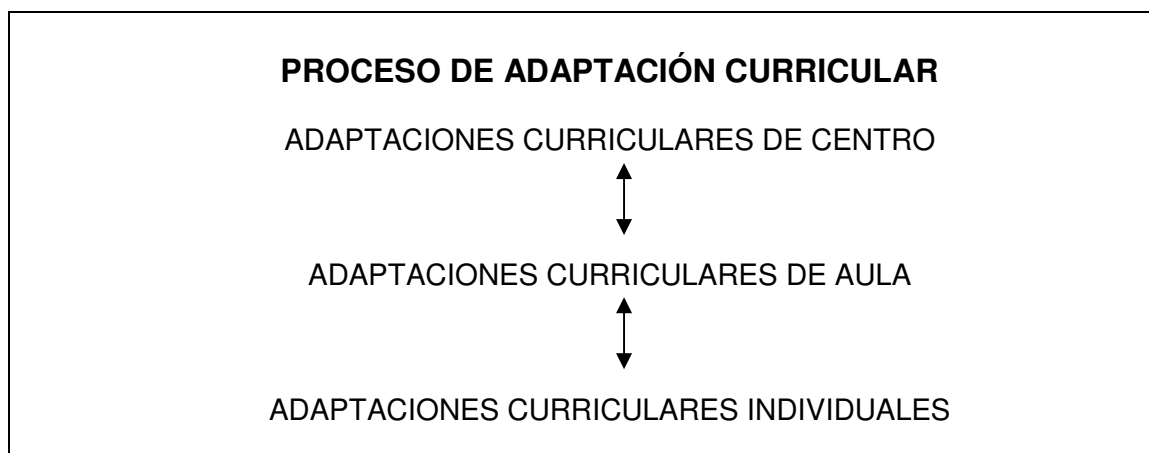 PROCESO DE ADAPTACIÓN CURRICULAR
ADAPTACIONES CURRICULARES DE CENTRO
ADAPTACIONES CURRICULARES DE AULA
ADAPTACIONES CURRICULARES INDIVIDUALES